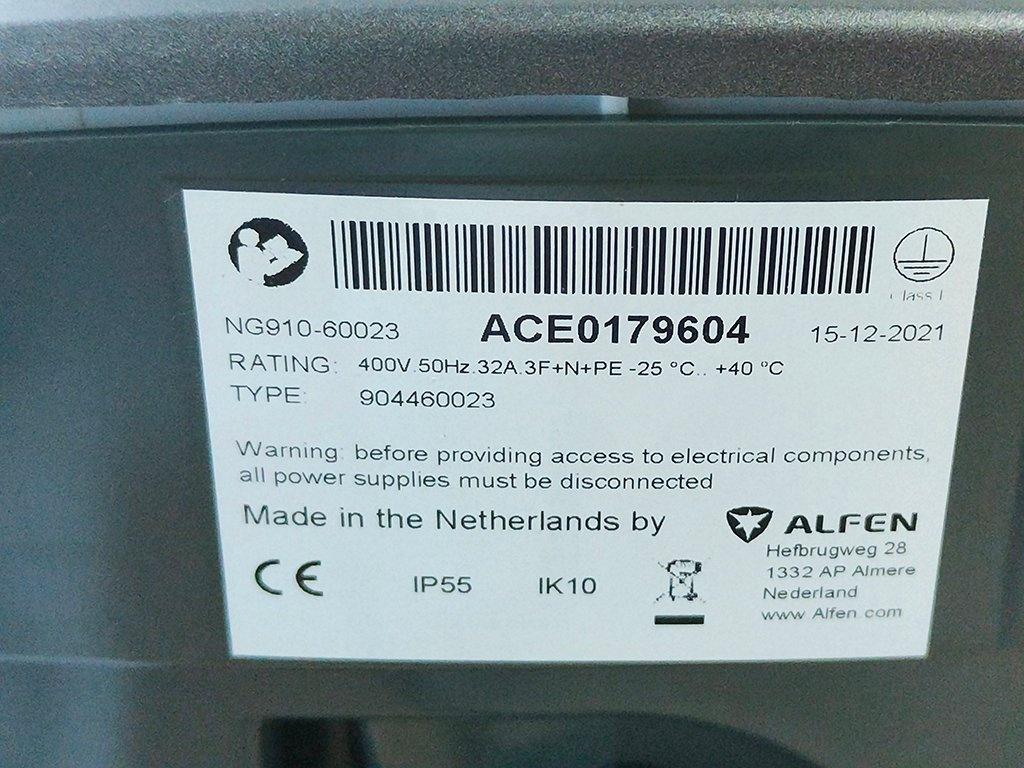 Class I
NG910-60023 ACE0179604 15-12-2021
RATING: 400V.50Hz.32A.3F+N+PE -25 °C.. +40 °C
TYPE: 904460023
Warning: before providing access to electrical components,
all power supplies must be disconnected
Made in the Netherlands by ALFEN
Hefbrugweg 28
1332 AP Almere
Nederland
www.Alfen.com
CE IP55 IK10